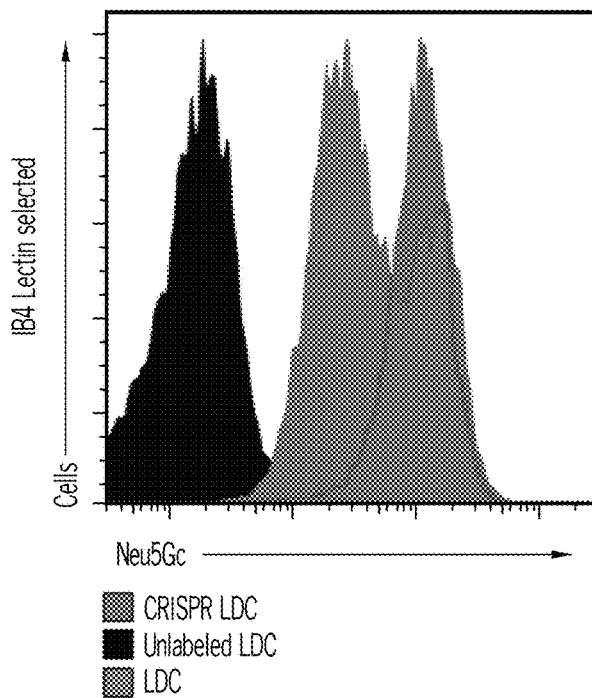 IB4 Lectin selected
Cells
Neu5Gc
CRISPR LDC
Unlabeled LDC
LDC